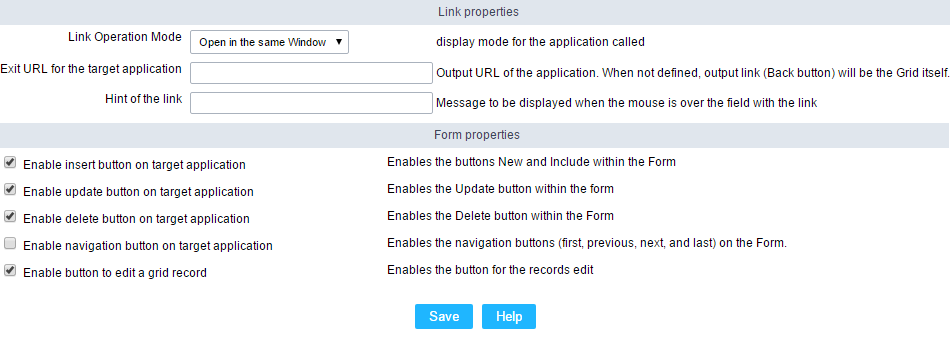 Link properties
Link Operation Mode Open in the same Window display mode for the application called
Exit URL for the target application Output URL of the application. When not defined, output link (Back button) will be the Grid itself.
Hint of the link Message to be displayed when the mouse is over the field with the link
Form properties
Enable insert button on target application Enables the buttons New and Include within the Form
Enable update button on target application Enables the Update button within the form
Enable delete button on target application Enables the Delete button within the Form
Enable navigation button on target application Enables the navigation buttons (first, previous, next, and last) on the Form.
Enable button to edit a grid record Enables the button for the records edit
Save Help